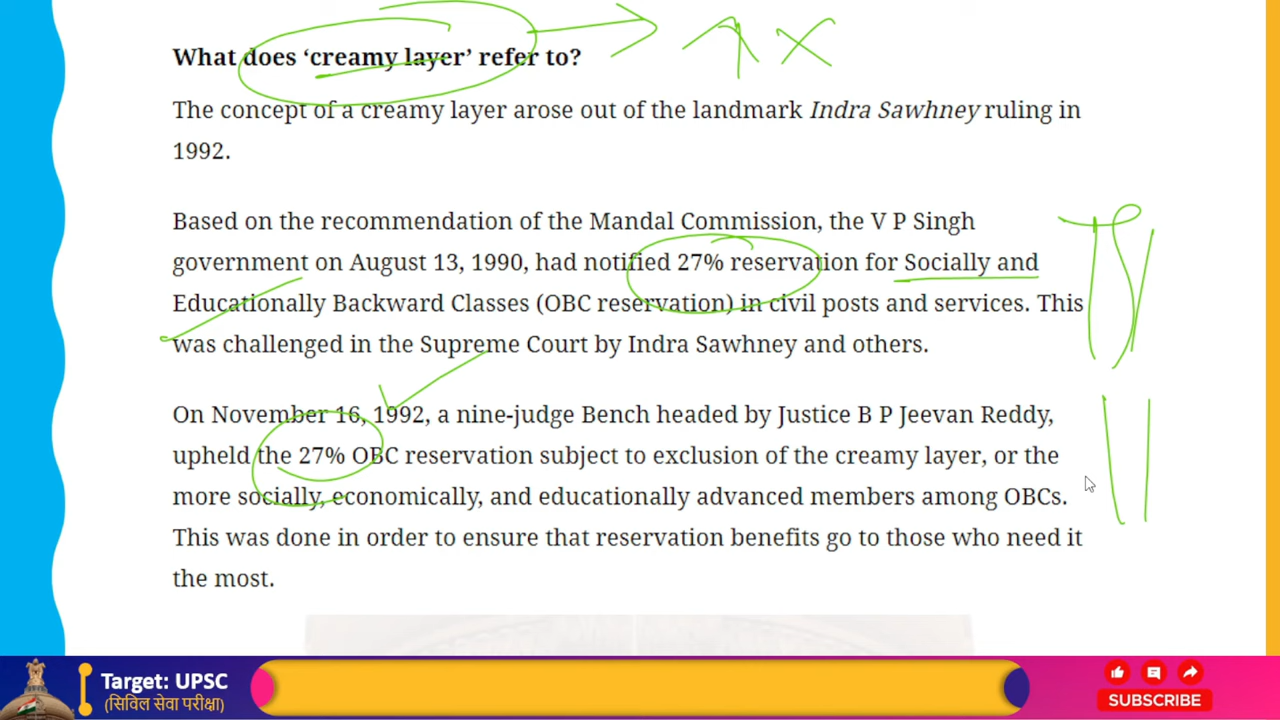 What does ‘creamy layer’ refer to?
The concept of a creamy layer arose out of the landmark Indra Sawhney ruling in
1992.
Based on the recommendation of the Mandal Commission, the V P Singh
government on August 13, 1990, had notified 27% reservation for Socially and
Educationally Backward Classes (OBC reservation) in civil posts and services. This
was challenged in the Supreme Court by Indra Sawhney and others.
On November 16, 1992, a nine-judge Bench headed by Justice B P Jeevan Reddy,
upheld the 27% OBC reservation subject to exclusion of the creamy layer, or the
more socially, economically, and educationally advanced members among OBCs.
This was done in order to ensure that reservation benefits go to those who need it
the most.
Target: UPSC
(सिविल सेवा परीक्षा)
SUBSCRIBE